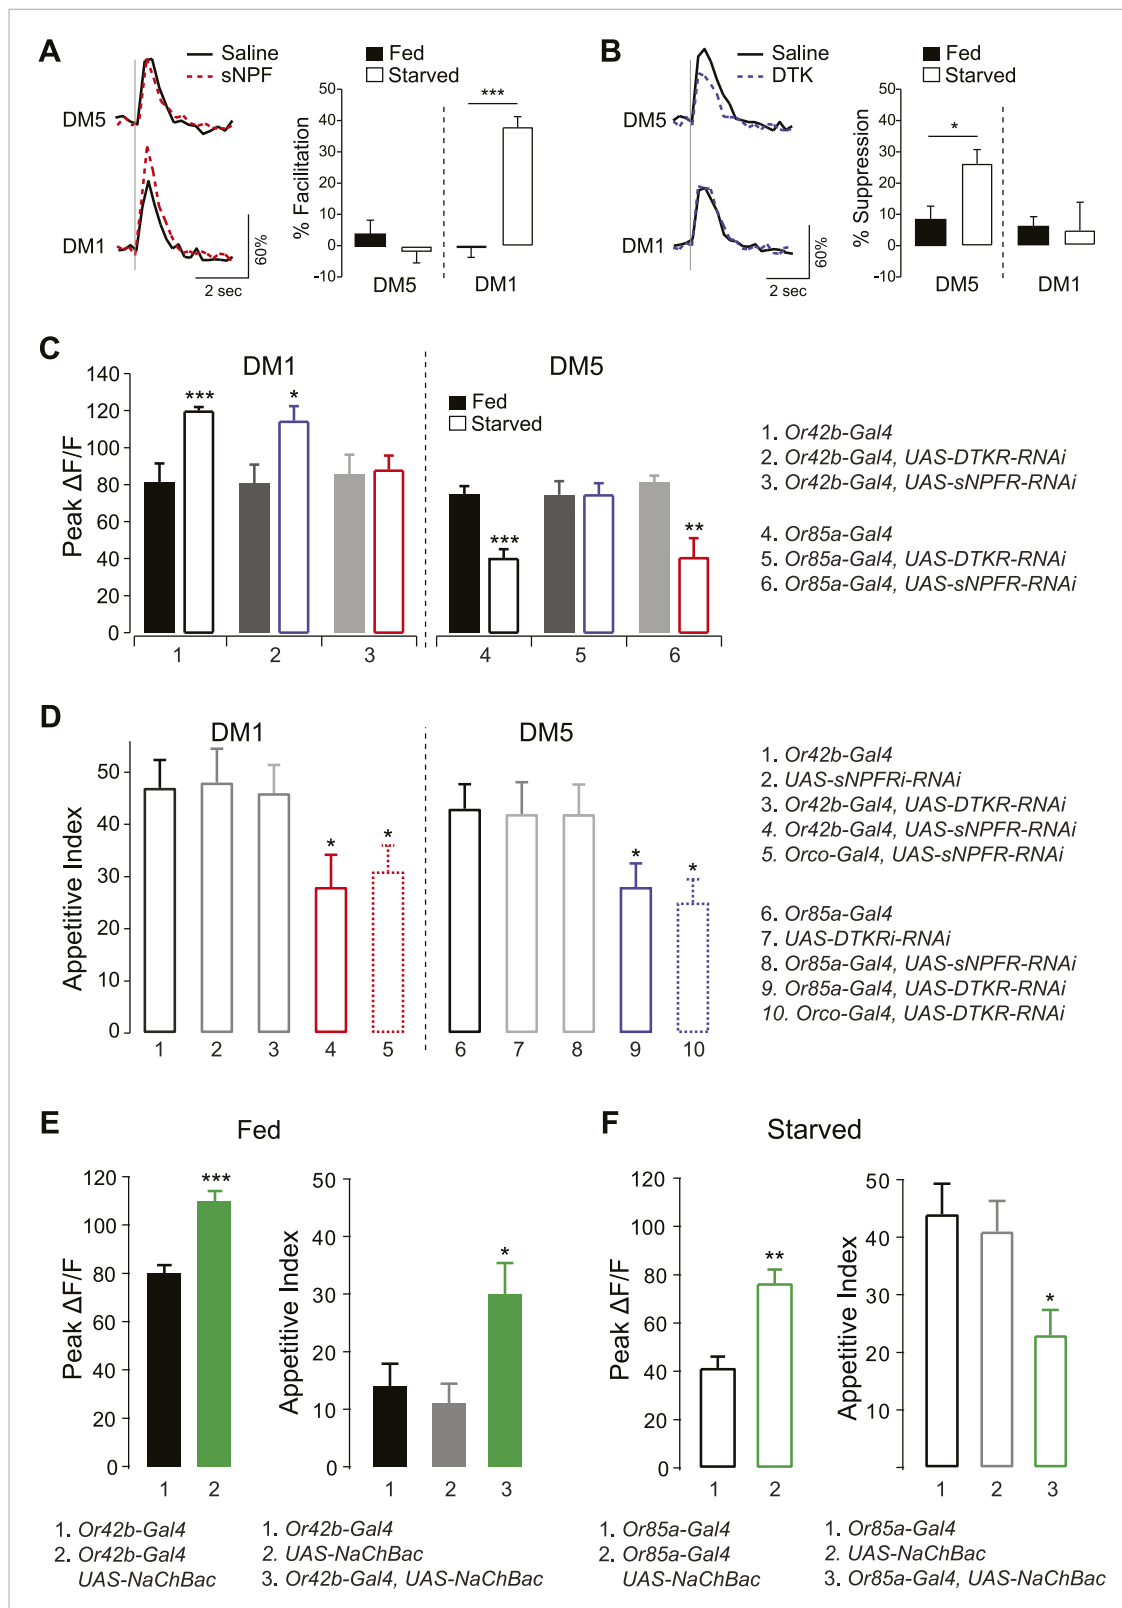 A
Saline
sNPF
DM5
DM1
60%
2 sec
Fed
Starved
% Facilitation
50
40
30
20
10
0
-10
***
DM5
DM1
B
Saline
DTK
DM5
DM1
60%
2 sec
Fed
Starved
% Suppression
50
40
30
20
10
0
-10
*
DM5
DM1
C
DM1
DM5
Peak ΔF/F
140
120
100
80
60
40
20
0
***
*
Fed
Starved
***
**
1
2
3
4
5
6
1. Or42b-Gal4
2. Or42b-Gal4, UAS-DTKR-RNAi
3. Or42b-Gal4, UAS-sNPFR-RNAi
4. Or85a-Gal4
5. Or85a-Gal4, UAS-DTKR-RNAi
6. Or85a-Gal4, UAS-sNPFR-RNAi
D
DM1
DM5
Appetitive Index
50
40
30
20
10
0
*
*
*
*
1
2
3
4
5
6
7
8
9
10
1. Or42b-Gal4
2. UAS-sNPFRi-RNAi
3. Or42b-Gal4, UAS-DTKR-RNAi
4. Or42b-Gal4, UAS-sNPFR-RNAi
5. Orco-Gal4, UAS-sNPFR-RNAi
6. Or85a-Gal4
7. UAS-DTKRi-RNAi
8. Or85a-Gal4, UAS-sNPFR-RNAi
9. Or85a-Gal4, UAS-DTKR-RNAi
10. Orco-Gal4, UAS-DTKR-RNAi
E
Fed
Peak ΔF/F
120
100
80
60
40
20
0
***
1
2
1. Or42b-Gal4
2. Or42b-Gal4
UAS-NaChBac
Appetitive Index
50
40
30
20
10
0
*
1
2
3
1. Or42b-Gal4
2. UAS-NaChBac
3. Or42b-Gal4, UAS-NaChBac
F
Starved
Peak ΔF/F
120
100
80
60
40
20
0
**
1
2
1. Or85a-Gal4
2. Or85a-Gal4
UAS-NaChBac
Appetitive Index
50
40
30
20
10
*
1
2
3
1. Or85a-Gal4
2. UAS-NaChBac
3. Or85a-Gal4, UAS-NaChBac